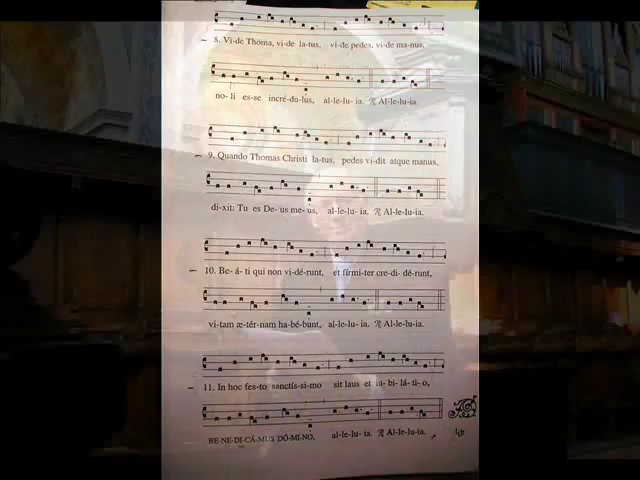 8. Vi-de Thoma, vi-de la-tus, vi-de pedes, vi-de ma-nus,
no-li es-se incré-du-lus, al-le-lu-ia. ℟ Al-le-lu-ia.
9. Quando Thomas Christi la-tus, pedes vi-dit atque manus,
di-xit: Tu es De-us me-us, al-le-lu-ia. ℟ Al-le-lu-ia.
10. Be-á-ti qui non vi-dé-runt, et fírmi-ter cre-di-dé-runt,
vi-tam æ-tér-nam ha-bé-bunt, al-le-lu-ia. ℟ Al-le-lu-ia.
11. In hoc fes-to sanctís-si-mo sit laus et iu-bi-lá-ti-o,
BE-NE-DI-CÁ-MUS DÓ-MI-NO, al-le-lu-ia. ℟ Al-le-lu-ia.